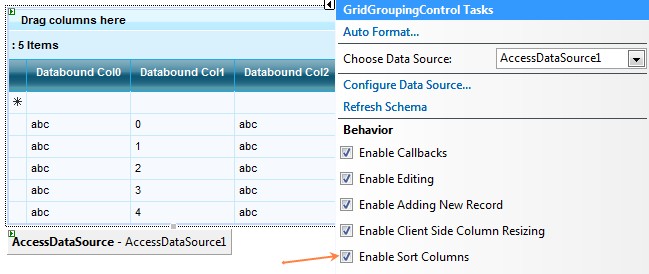 Drag columns here
: 5 Items
Databound Col0 Databound Col1 Databound Col2
abc 0 abc
abc 1 abc
abc 2 abc
abc 3 abc
abc 4 abc
AccessDataSource - AccessDataSource1
GridGroupingControl Tasks
Auto Format...
Choose Data Source: AccessDataSource1
Configure Data Source...
Refresh Schema
Behavior
Enable Callbacks
Enable Editing
Enable Adding New Record
Enable Client Side Column Resizing
Enable Sort Columns